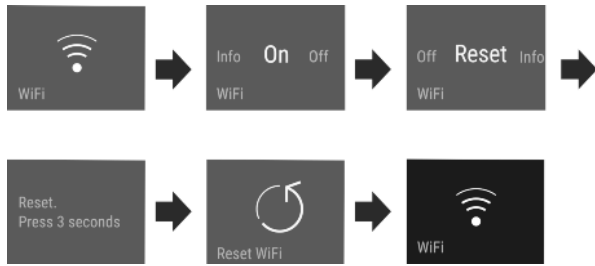 WiFi
Info On Off
WiFi
Off Reset Info
WiFi
Reset.
Press 3 seconds
Reset WiFi
WiFi